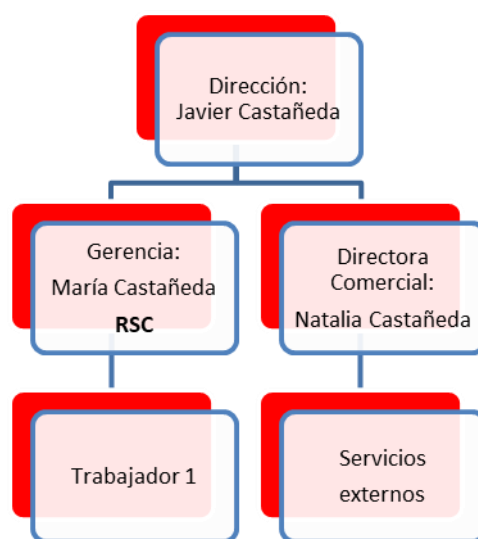 Dirección:
Javier Castañeda
Gerencia:
María Castañeda
RSC
Directora
Comercial:
Natalia Castañeda
Trabajador 1
Servicios
externos